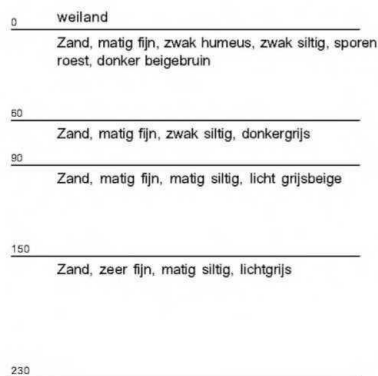 weiland
0
Zand, matig fijn, zwak humeus, zwak siltig, sporen
roest, donker beigebruin
60
Zand, matig fijn, zwak siltig, donkergrijs
90
Zand, matig fijn, matig siltig, licht grijsbeige
150
Zand, zeer fijn, matig siltig, lichtgrijs
230